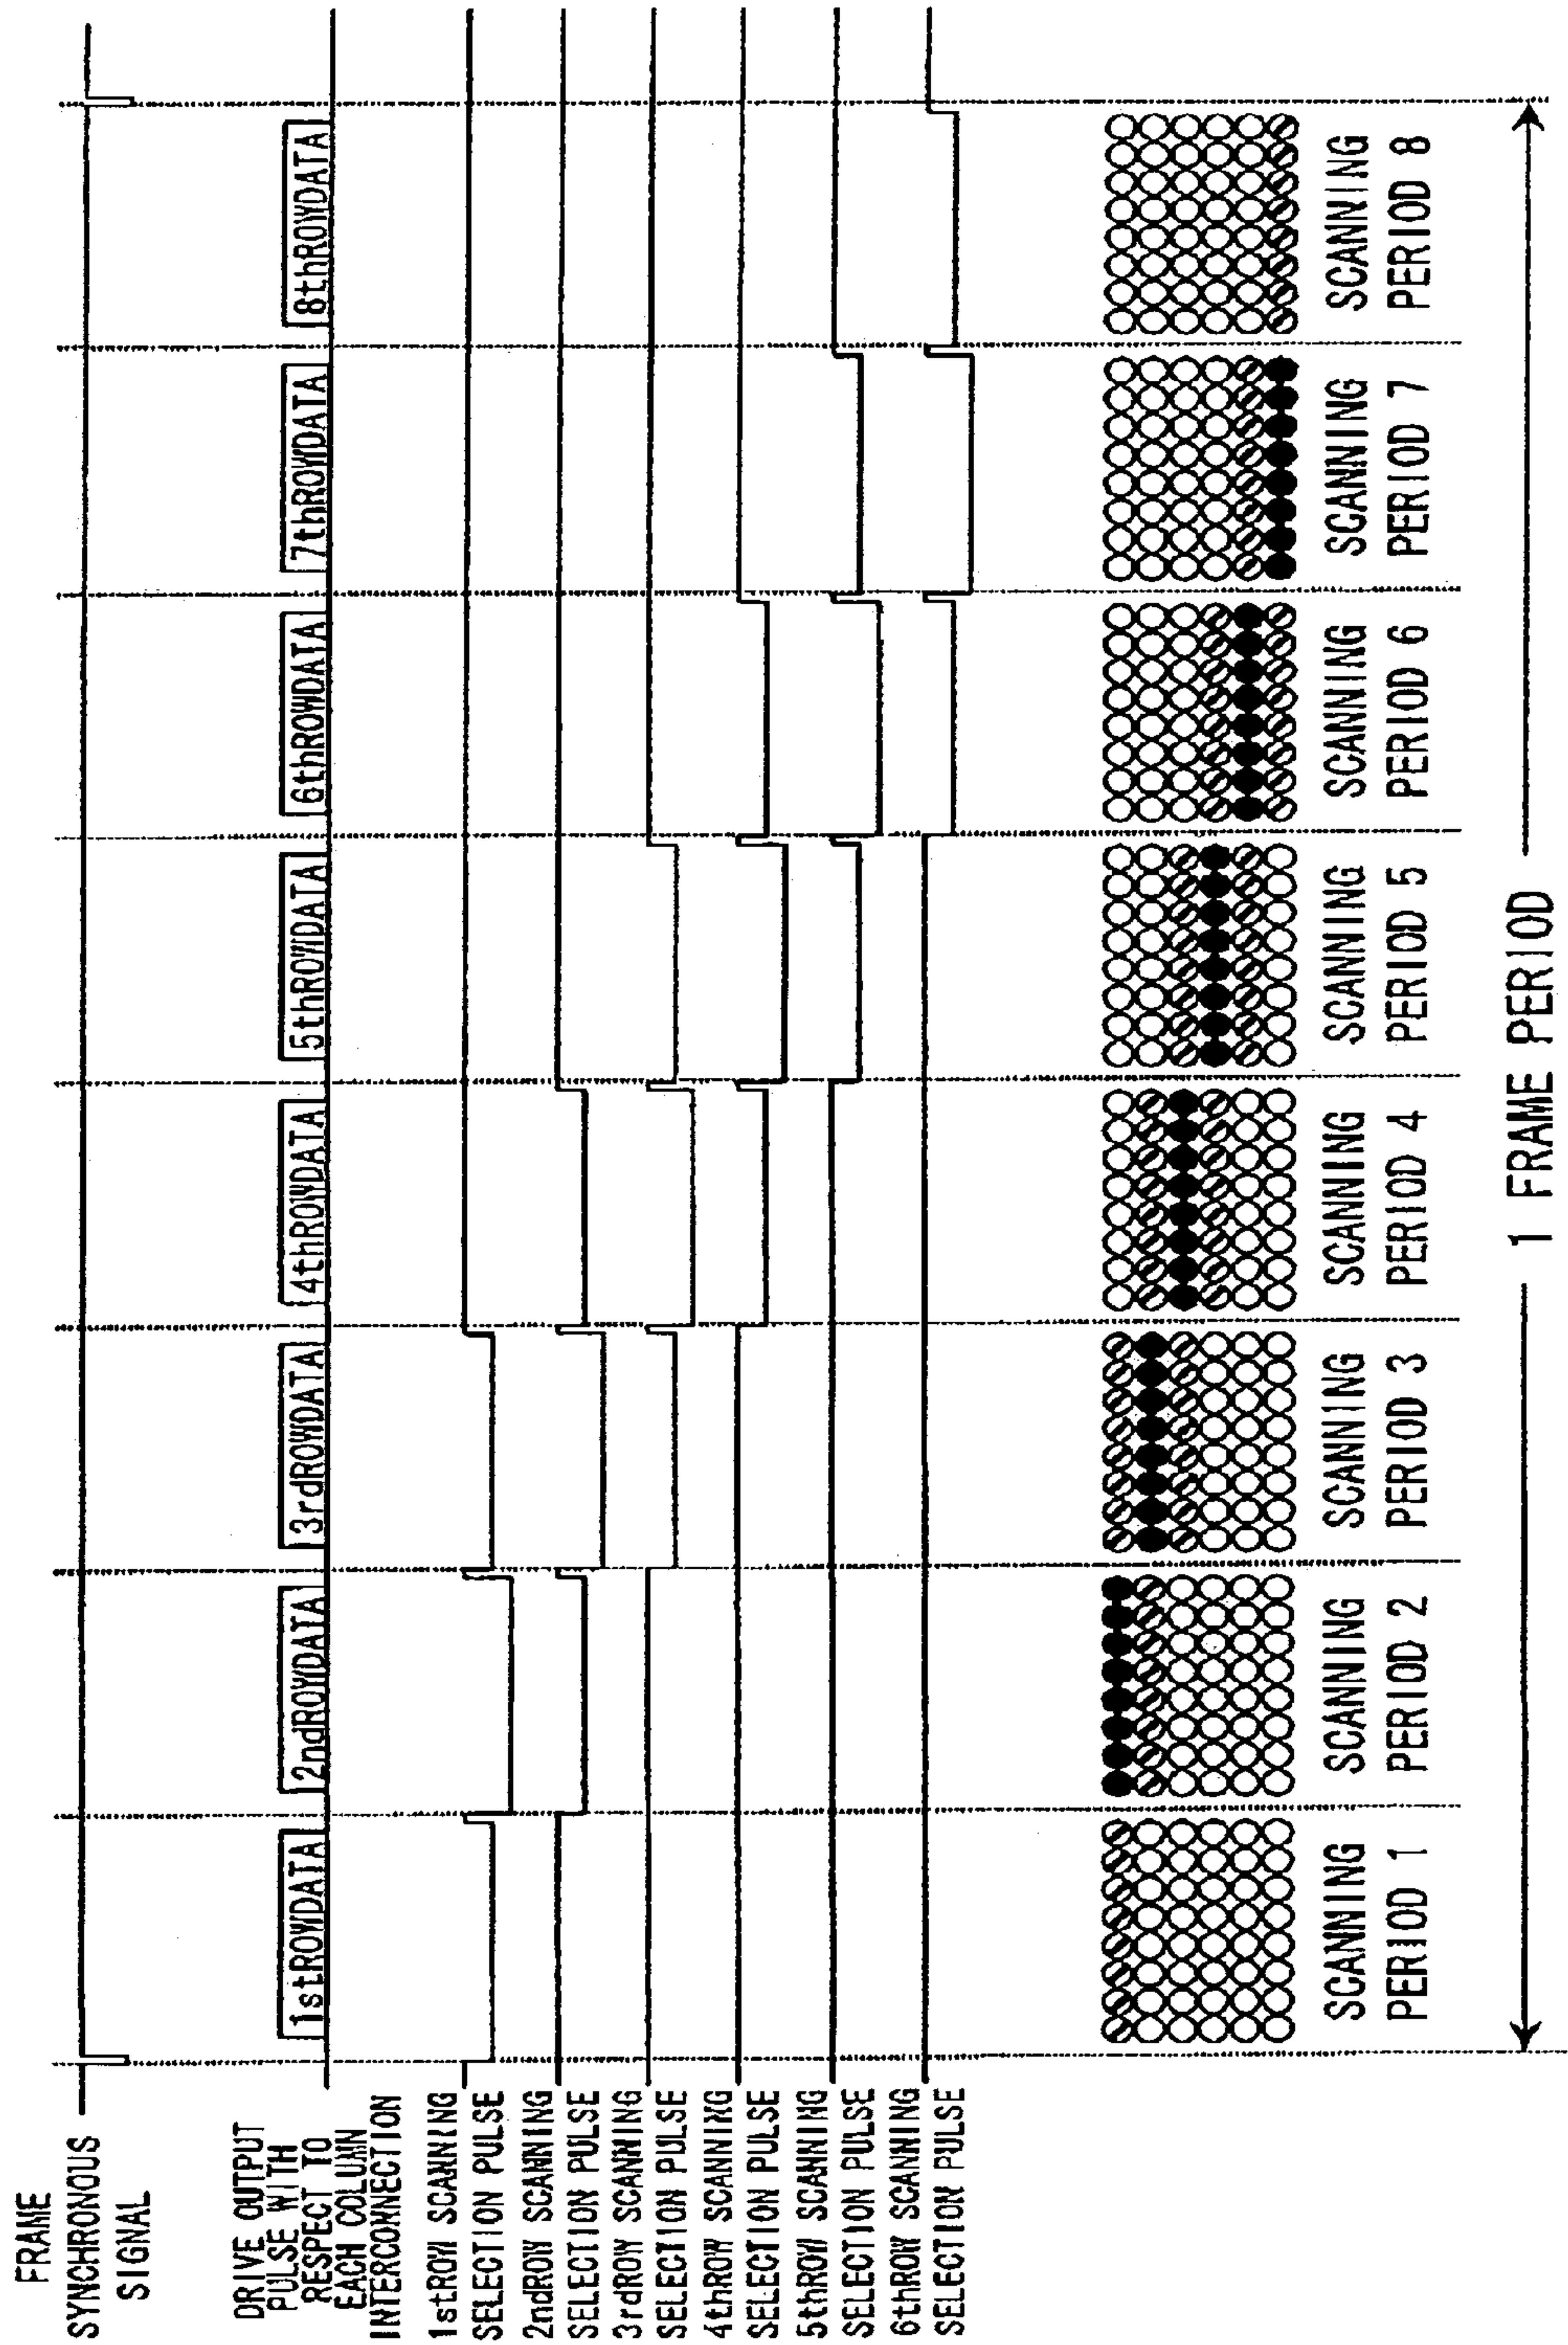 FRAME
SYNCHRONOUS
SIGNAL
DRIVE OUTPUT
PULSE WITH
RESPECT TO
EACH COLUMN
INTERCONNECTION
1stROWDATA
2ndROWDATA
3rdROWDATA
4thROWDATA
5thROWDATA
6thROWDATA
7thROWDATA
8thROWDATA
1stROW SCANNING
SELECTION PULSE
2ndROW SCANNING
SELECTION PULSE
3rdROW SCANNING
SELECTION PULSE
4thROW SCANNING
SELECTION PULSE
5thROW SCANNING
SELECTION PULSE
6thROW SCANNING
SELECTION PULSE
SCANNING
PERIOD 1
SCANNING
PERIOD 2
SCANNING
PERIOD 3
SCANNING
PERIOD 4
SCANNING
PERIOD 5
SCANNING
PERIOD 6
SCANNING
PERIOD 7
SCANNING
PERIOD 8
1 FRAME PERIOD